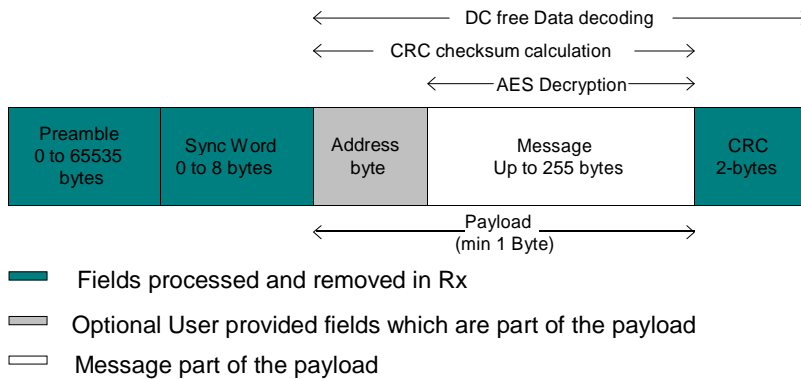 DC free Data decoding
CRC checksum calculation
AES Decryption
Preamble
0 to 65535
bytes
Sync Word
0 to 8 bytes
Address
byte
Message
Up to 255 bytes
CRC
2-bytes
Payload
(min 1 Byte)
Fields processed and removed in Rx
Optional User provided fields which are part of the payload
Message part of the payload